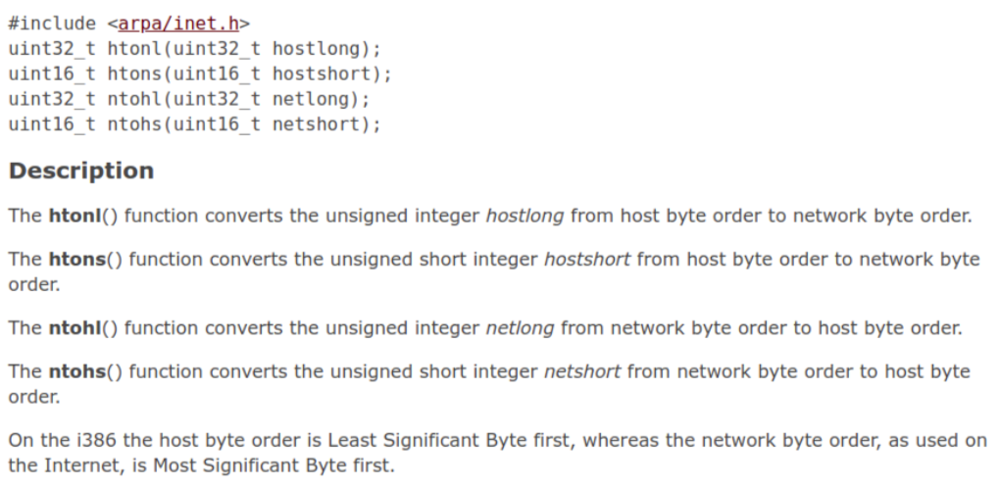 #include <arpa/inet.h>
uint32_t htonl(uint32_t hostlong);
uint16_t htons(uint16_t hostshort);
uint32_t ntohl(uint32_t netlong);
uint16_t ntohs(uint16_t netshort);
Description
The htonl() function converts the unsigned integer hostlong from host byte order to network byte order.
The htons() function converts the unsigned short integer hostshort from host byte order to network byte
order.
The ntohl() function converts the unsigned integer netlong from network byte order to host byte order.
The ntohs() function converts the unsigned short integer netshort from network byte order to host byte
order.
On the i386 the host byte order is Least Significant Byte first, whereas the network byte order, as used on
the Internet, is Most Significant Byte first.